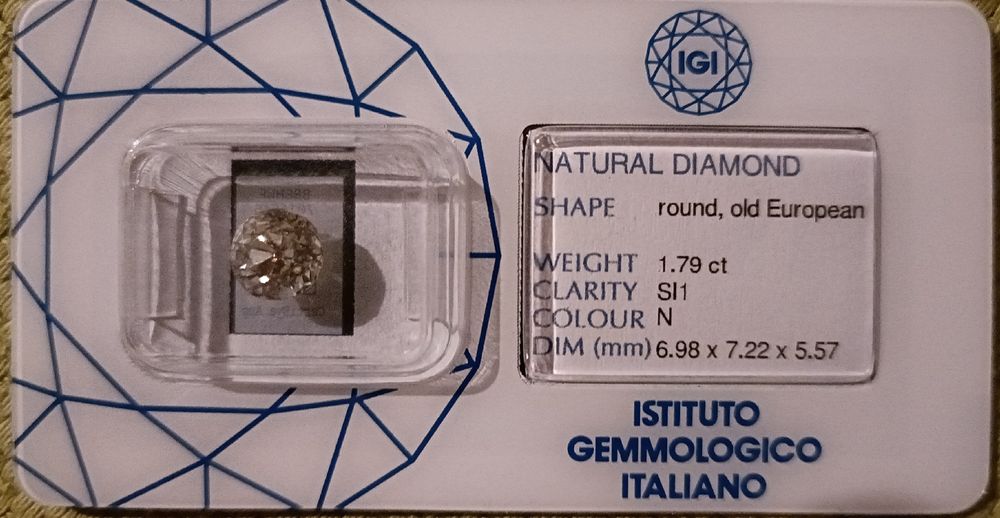 IGI
NATURAL DIAMOND
SHAPE round, old European
WEIGHT 1.79 ct
CLARITY SI1
COLOUR N
DIM (mm) 6.98 x 7.22 x 5.57
ISTITUTO
GEMMOLOGICO
ITALIANO